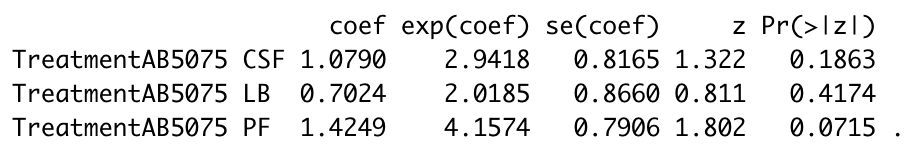 coef exp(coef) se(coef) z Pr(>|z|)
TreatmentAB5075 CSF 1.0790 2.9418 0.8165 1.322 0.1863
TreatmentAB5075 LB 0.7024 2.0185 0.8660 0.811 0.4174
TreatmentAB5075 PF 1.4249 4.1574 0.7906 1.802 0.0715 .